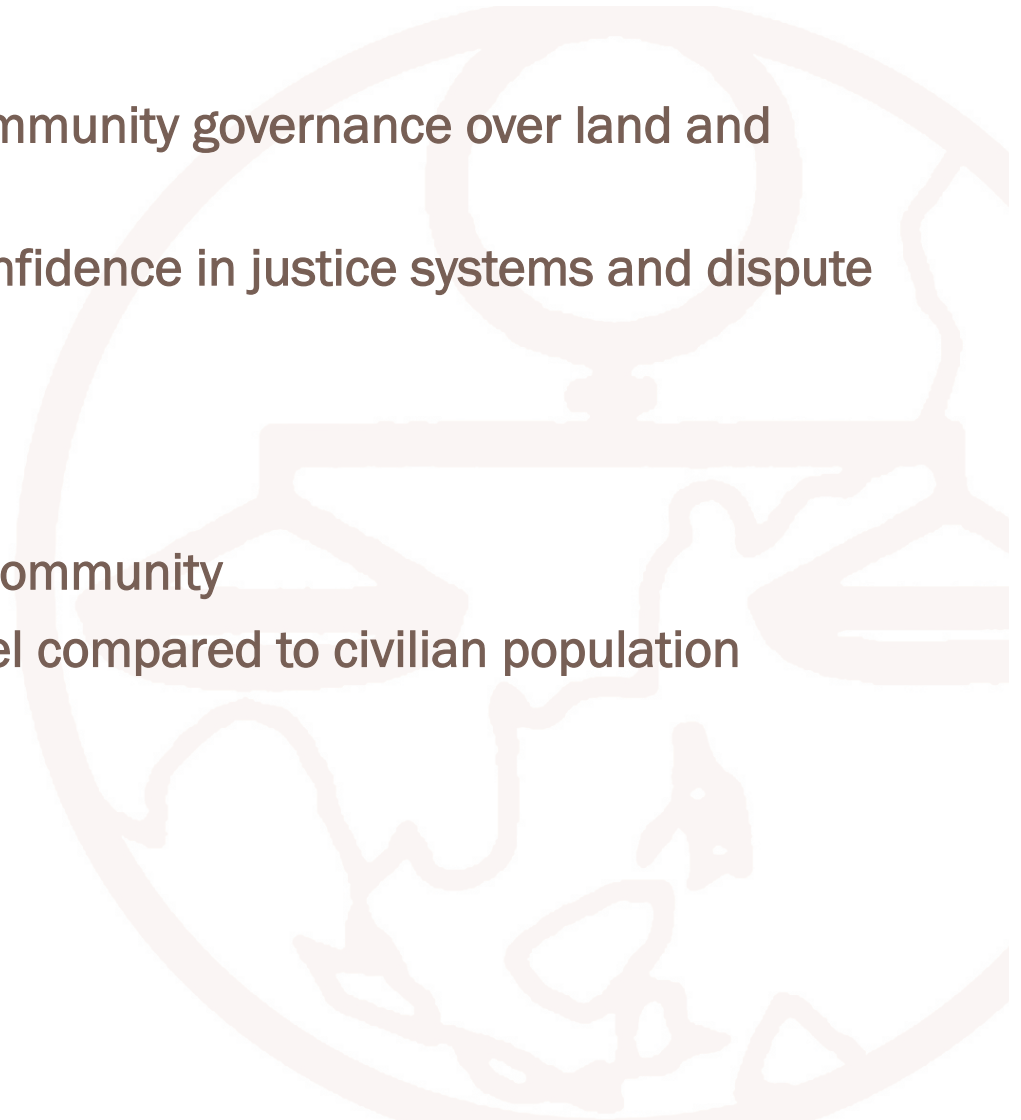 mmunity governance over land and
nfidence in justice systems and dispute
ommunity
el compared to civilian population